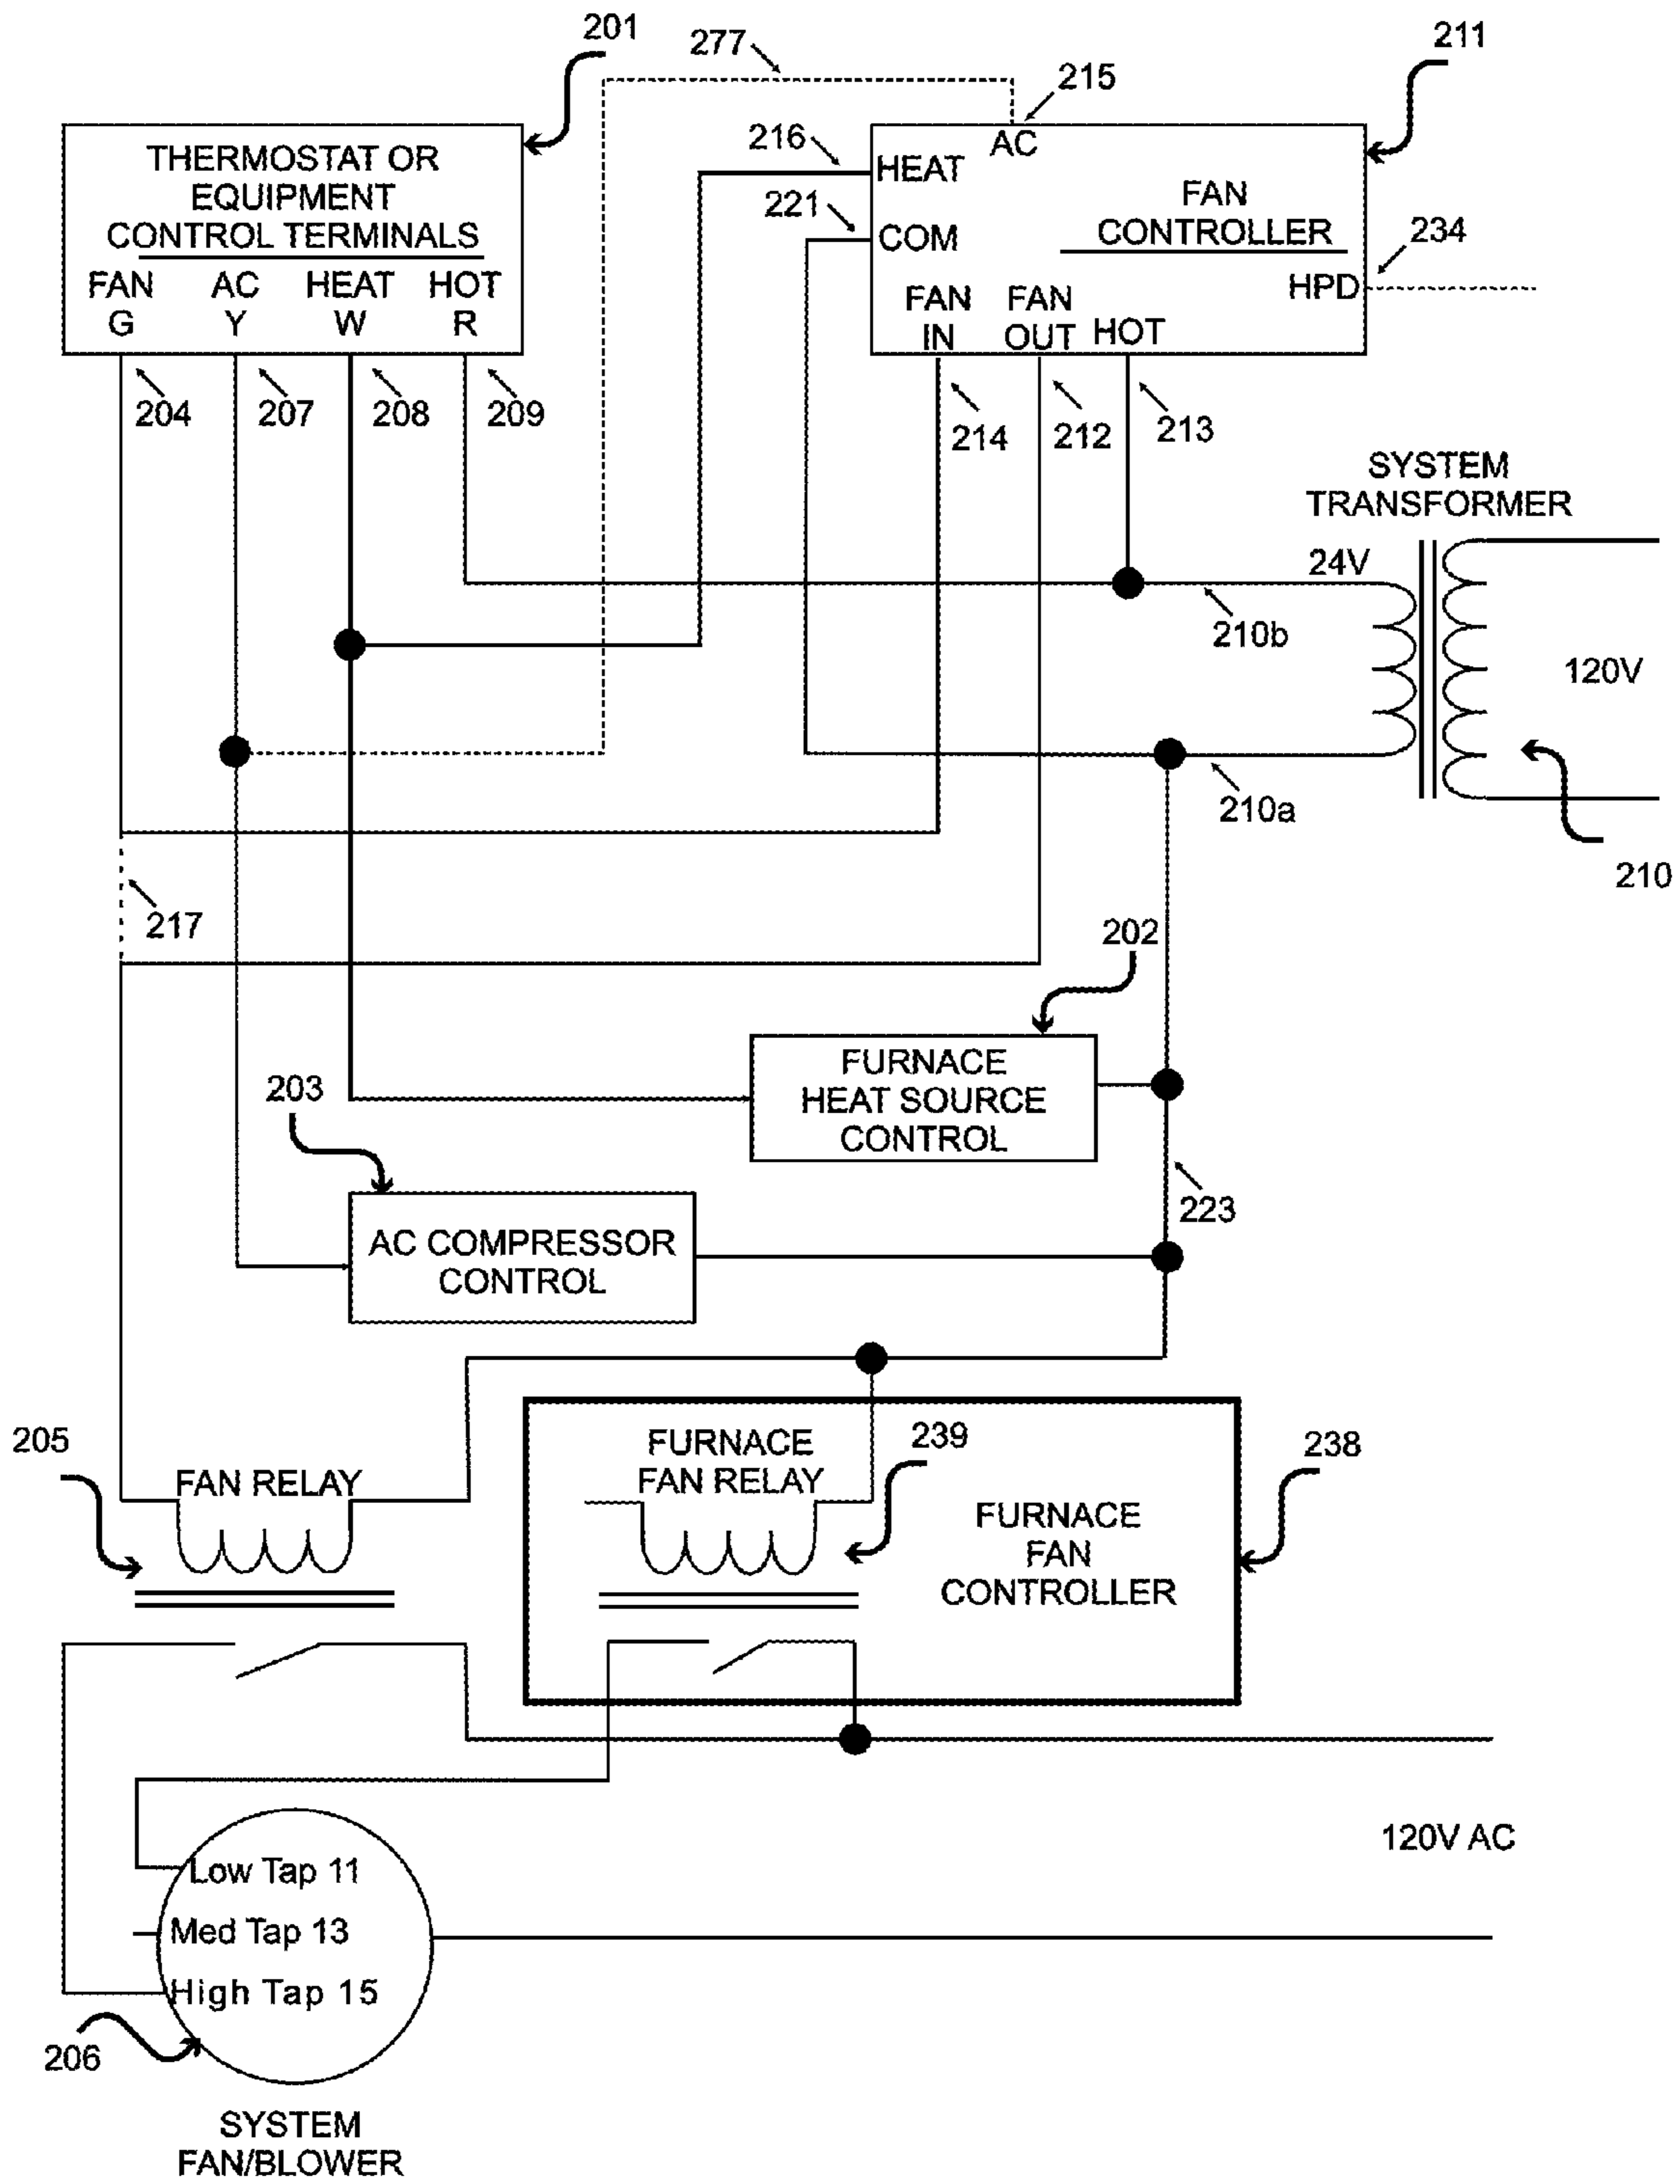 201
277
211
215
216
AC
THERMOSTAT OR
EQUIPMENT
CONTROL TERMINALS
HEAT
FAN
CONTROLLER
221
COM
234
FAN AC HEAT HOT
G Y W R
HPD
FAN FAN
IN OUT HOT
204
207
208
209
214
212
213
SYSTEM
TRANSFORMER
24V
210b
120V
210a
210
217
202
FURNACE
HEAT SOURCE
CONTROL
203
223
AC COMPRESSOR
CONTROL
205
FAN RELAY
FURNACE
FAN RELAY
239
238
FURNACE
FAN
CONTROLLER
120V AC
Low Tap 11
Med Tap 13
High Tap 15
206
SYSTEM
FAN/BLOWER